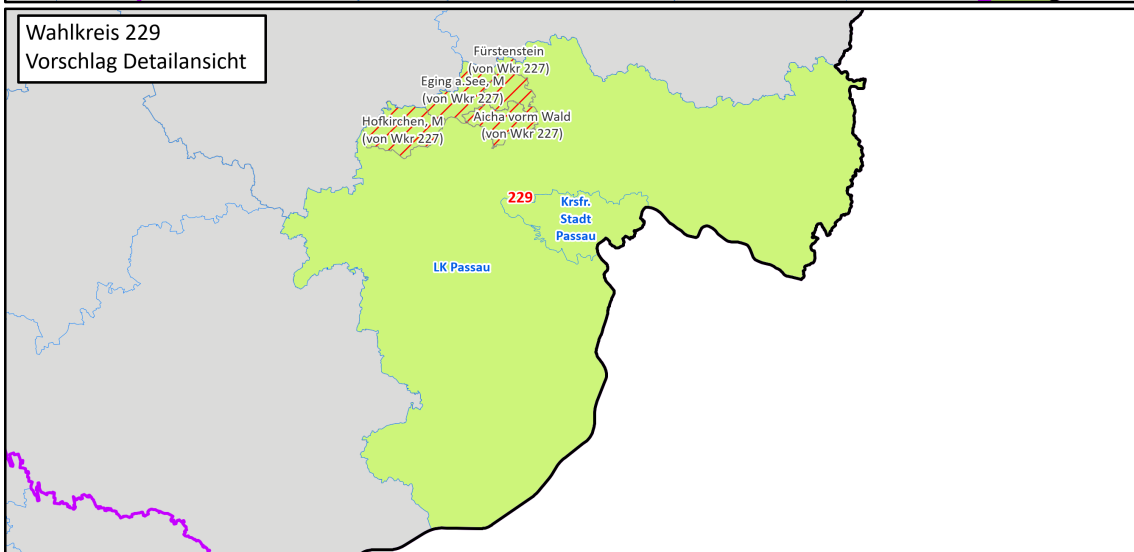 Wahlkreis 229
Vorschlag Detailansicht
Fürstenstein
(von Wkr 227)
Eging a.See, M
(von Wkr 227)
Aicha vorm Wald
(von Wkr 227)
Hofkirchen, M
(von Wkr 227)
229
Krsfr.
Stadt
Passau
LK Passau